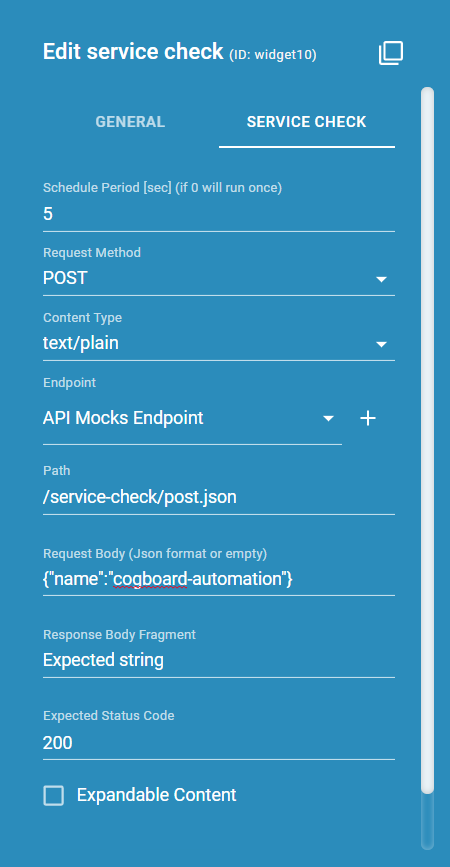 Edit service check (ID: widget10)
GENERAL SERVICE CHECK
Schedule Period [sec] (if 0 will run once)
5
Request Method
POST
Content Type
text/plain
Endpoint
API Mocks Endpoint
Path
/service-check/post.json
Request Body (Json format or empty)
{"name":"cogboard-automation"}
Response Body Fragment
Expected string
Expected Status Code
200
Expandable Content